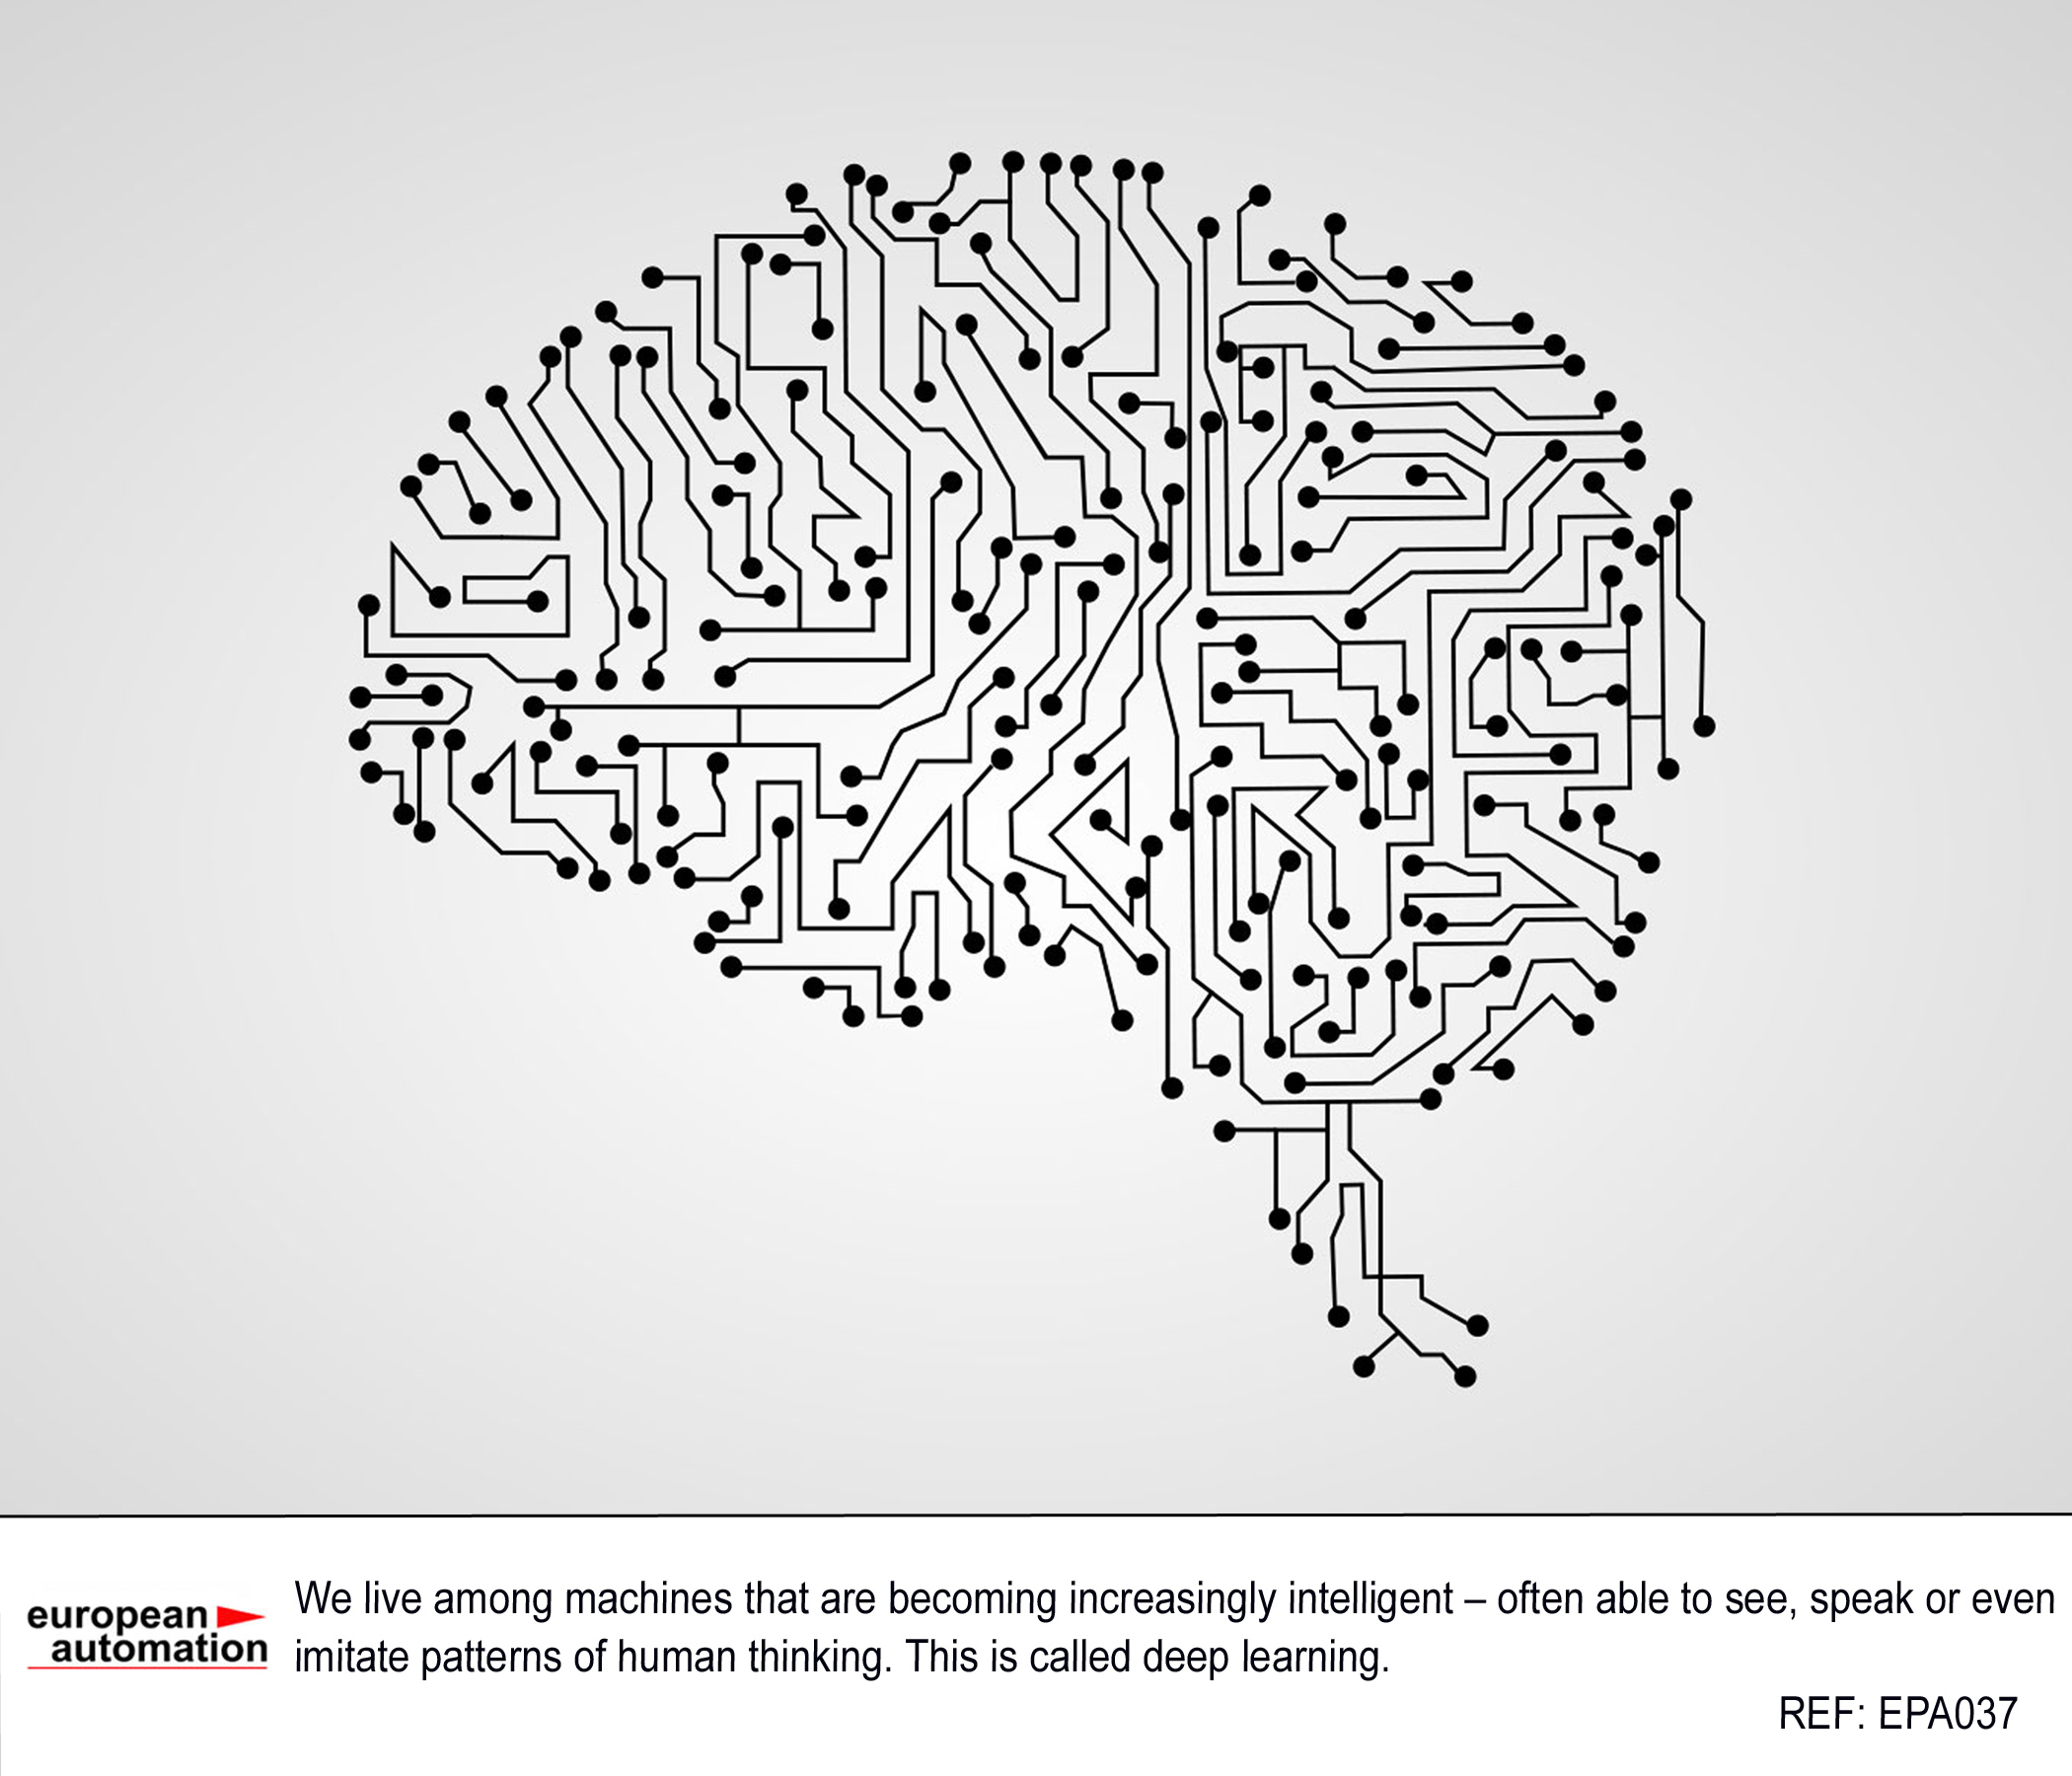 european
automation
We live among machines that are becoming increasingly intelligent – often able to see, speak or even
imitate patterns of human thinking. This is called deep learning.
REF: EPA037